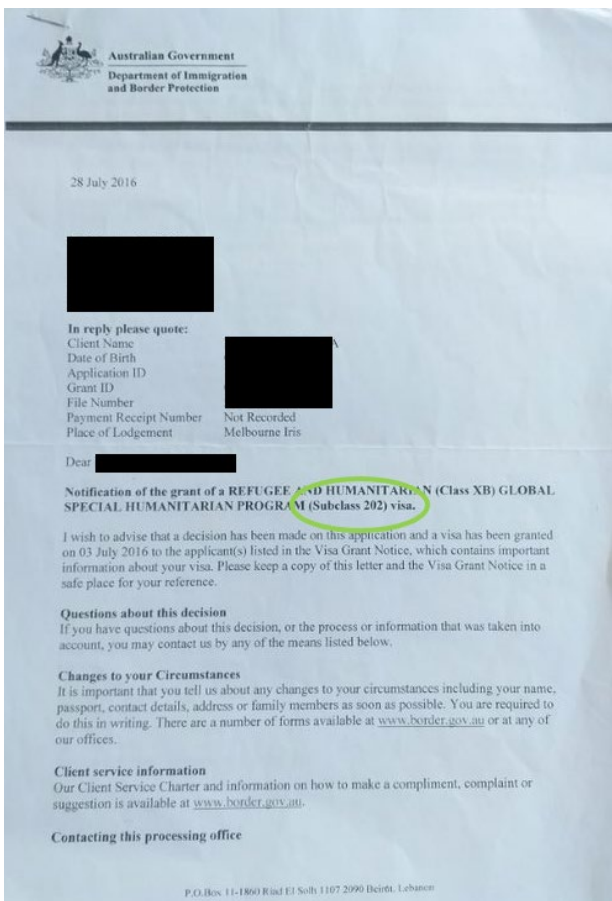 Australian Government
Department of Immigration
and Border Protection
28 July 2016
In reply please quote:
Client Name
Date of Birth
Application ID
Grant ID
File Number
Payment Receipt Number Not Recorded
Place of Lodgement Melbourne Iris
Dear
Notification of the grant of a REFUGEE AND HUMANITARIAN (Class XB) GLOBAL
SPECIAL HUMANITARIAN PROGRAM (Subclass 202) visa.
I wish to advise that a decision has been made on this application and a visa has been granted
on 03 July 2016 to the applicant(s) listed in the Visa Grant Notice, which contains important
information about your visa. Please keep a copy of this letter and the Visa Grant Notice in a
safe place for your reference.
Questions about this decision
If you have questions about this decision, or the process or information that was taken into
account, you may contact us by any of the means listed below.
Changes to your Circumstances
It is important that you tell us about any changes to your circumstances including your name,
passport, contact details, address or family members as soon as possible. You are required to
do this in writing. There are a number of forms available at www.border.gov.au or at any of
our offices.
Client service information
Our Client Service Charter and information on how to make a compliment, complaint or
suggestion is available at www.border.gov.au.
Contacting this processing office
P.O.Box 11-1860 Riad El Solh 1107 2090 Beirut, Lebanon